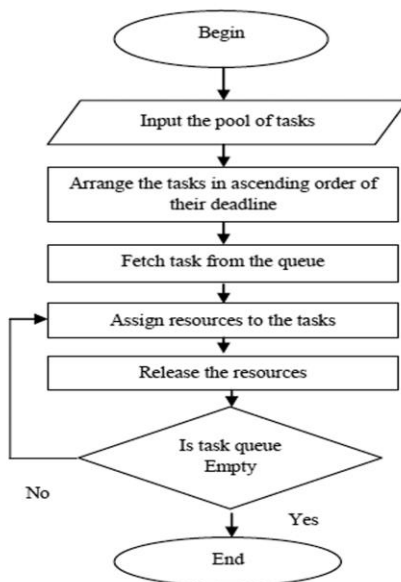 Begin
Input the pool of tasks
Arrange the tasks in ascending order of
their deadline
Fetch task from the queue
Assign resources to the tasks
Release the resources
Is task queue
Empty
No
Yes
End